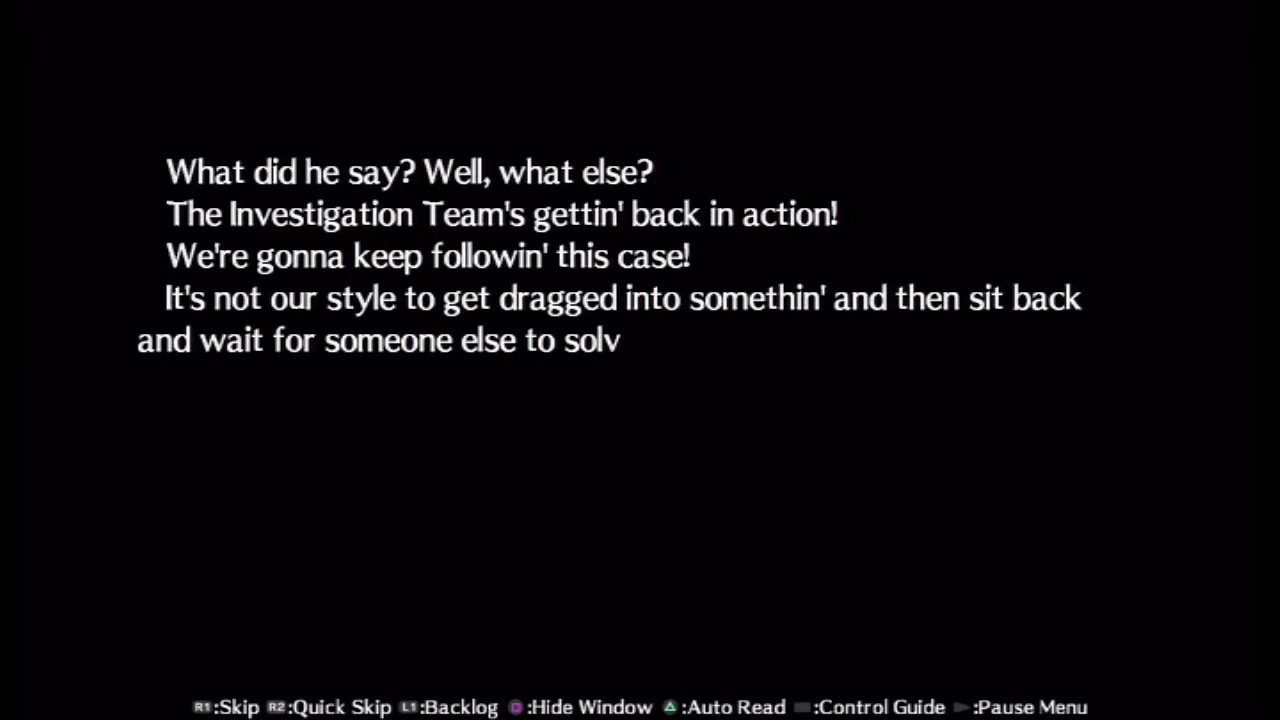 What did he say? Well, what else?
The Investigation Team's gettin' back in action!
We're gonna keep followin' this case!
It's not our style to get dragged into somethin' and then sit back
and wait for someone else to solv
R1:Skip R2:Quick Skip L1:Backlog :Hide Window :Auto Read :Control Guide :Pause Menu